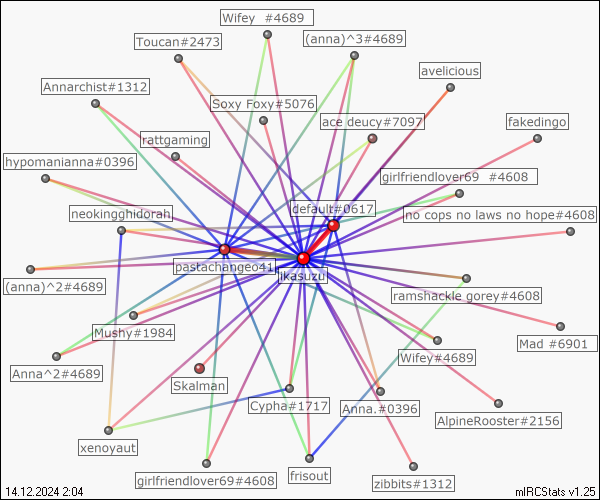 Wifey  #4689
Toucan#2473
(anna)^3#4689
avelicious
Annarchist#1312
Soxy Foxy#5076
ace deucy#7097
fakedingo
rattgaming
hypomanianna#0396
girlfriendlover69  #4608
default#0617
no cops no laws no hope#4608
neokingghidorah
pastachangeo41
jikasuzu
(anna)^2#4689
ramshackle gorey#4608
Mushy#1984
Mad  #6901
Wifey#4689
Anna^2#4689
Skalman
Cypha#1717
Anna.#0396
AlpineRooster#2156
xenoyaut
girlfriendlover69#4608
frisout
zibbits#1312
14.12.2024 2:04
mIRCStats v1.25